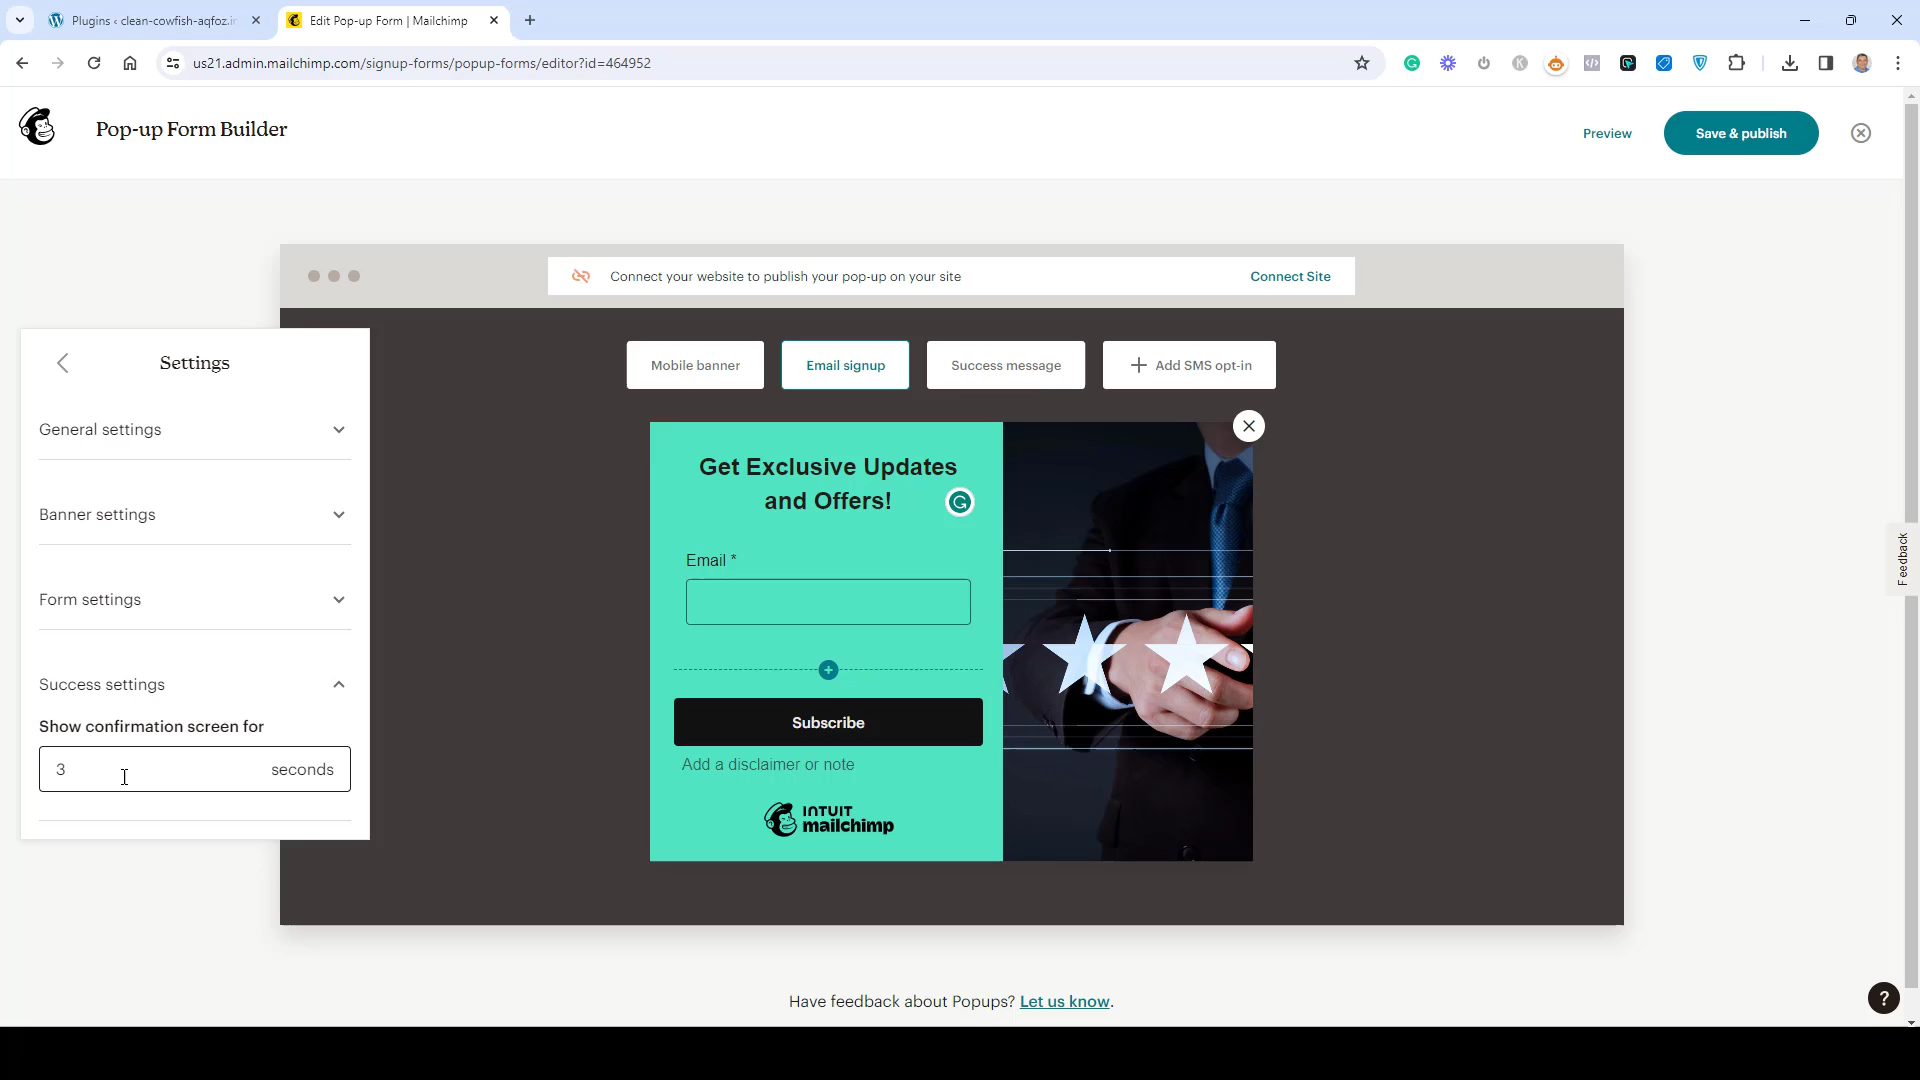 Plugins ‹ clean-cowfish-aqfoz.in
Edit Pop-up Form | Mailchimp
us21.admin.mailchimp.com/signup-forms/popup-forms/editor?id=464952
Pop-up Form Builder
Preview
Save & publish
Connect your website to publish your pop-up on your site
Connect Site
Mobile banner
Email signup
Success message
Add SMS opt-in
Settings
General settings
Banner settings
Form settings
Success settings
Show confirmation screen for
3 seconds
Get Exclusive Updates
and Offers!
Email *
Subscribe
Add a disclaimer or note
INTUIT
mailchimp
Feedback
Have feedback about Popups? Let us know.
?